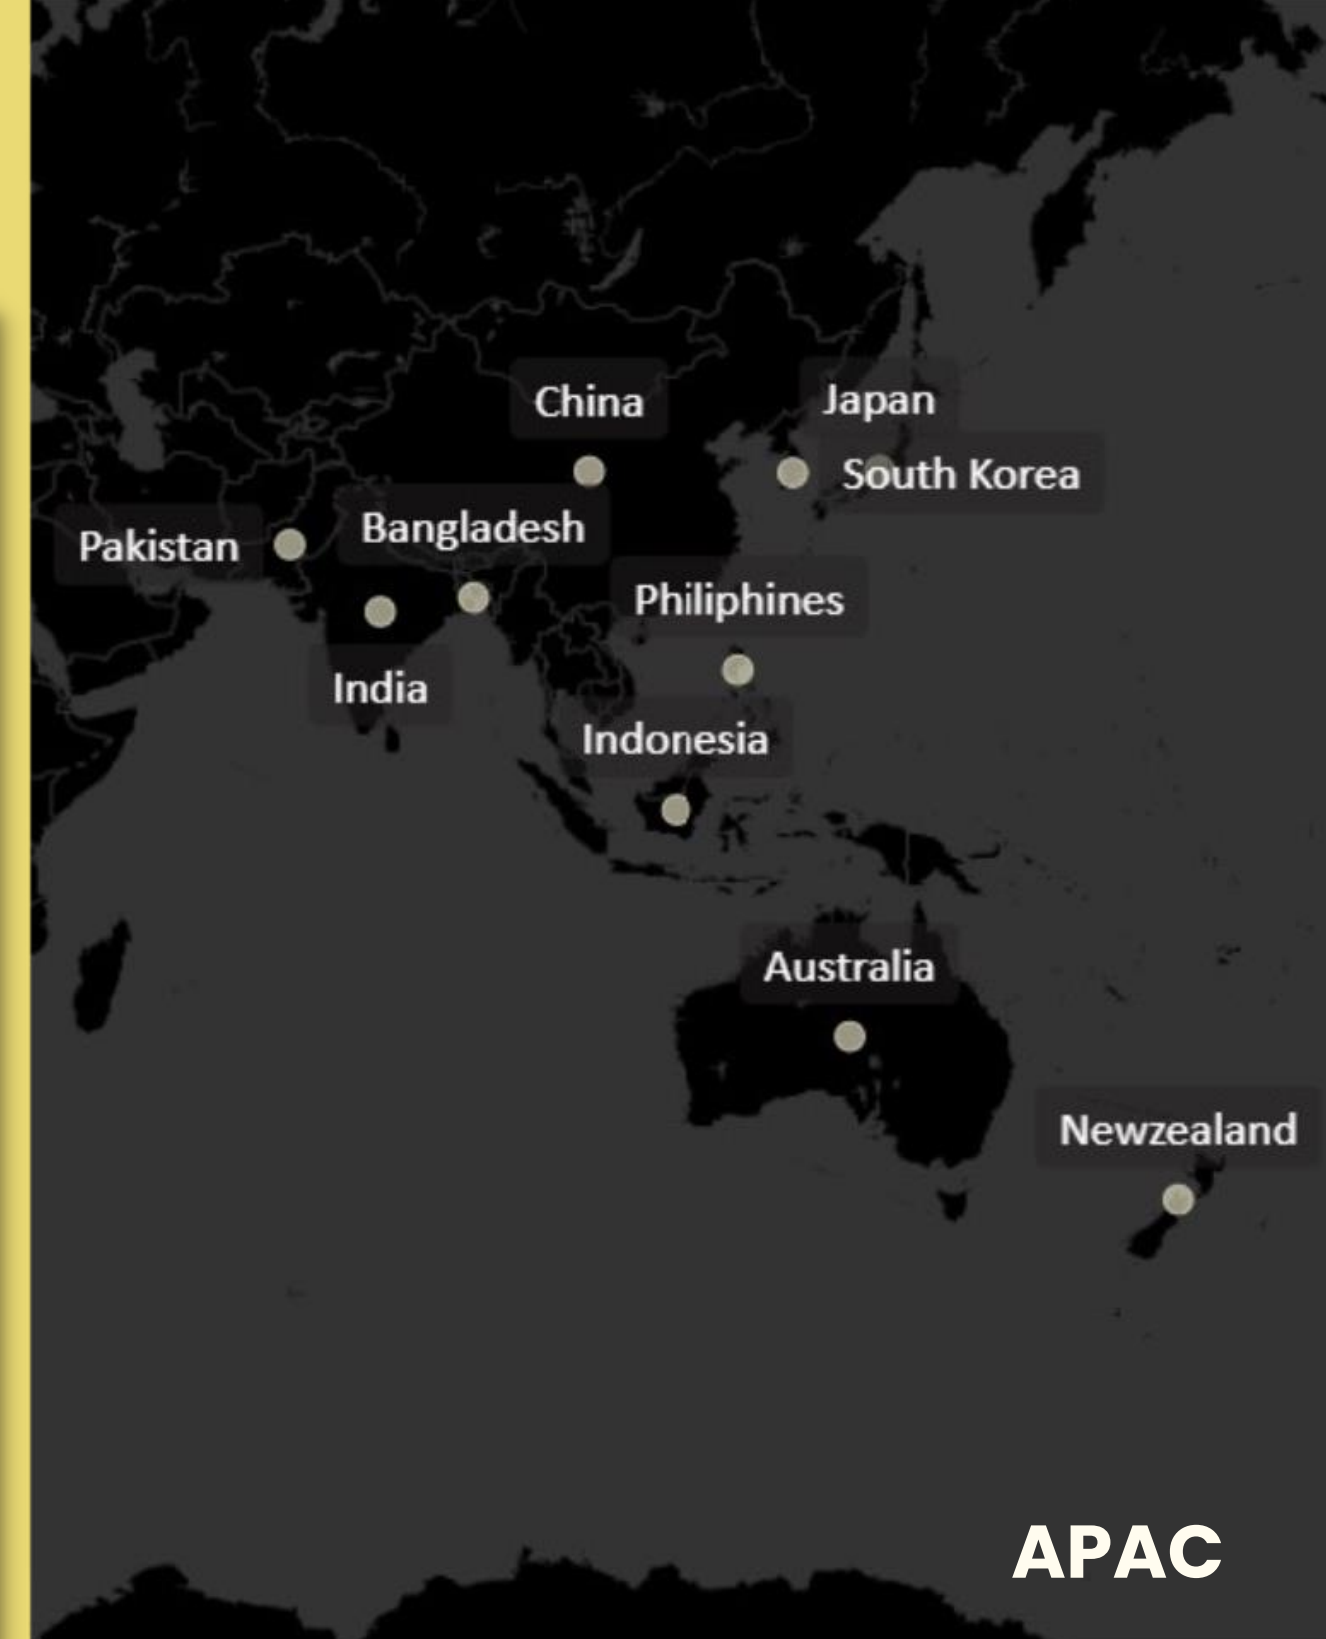 China
Japan
South Korea
Bangladesh
Pakistan
Philiphines
India
Indonesia
Australia
Newzealand
APAC